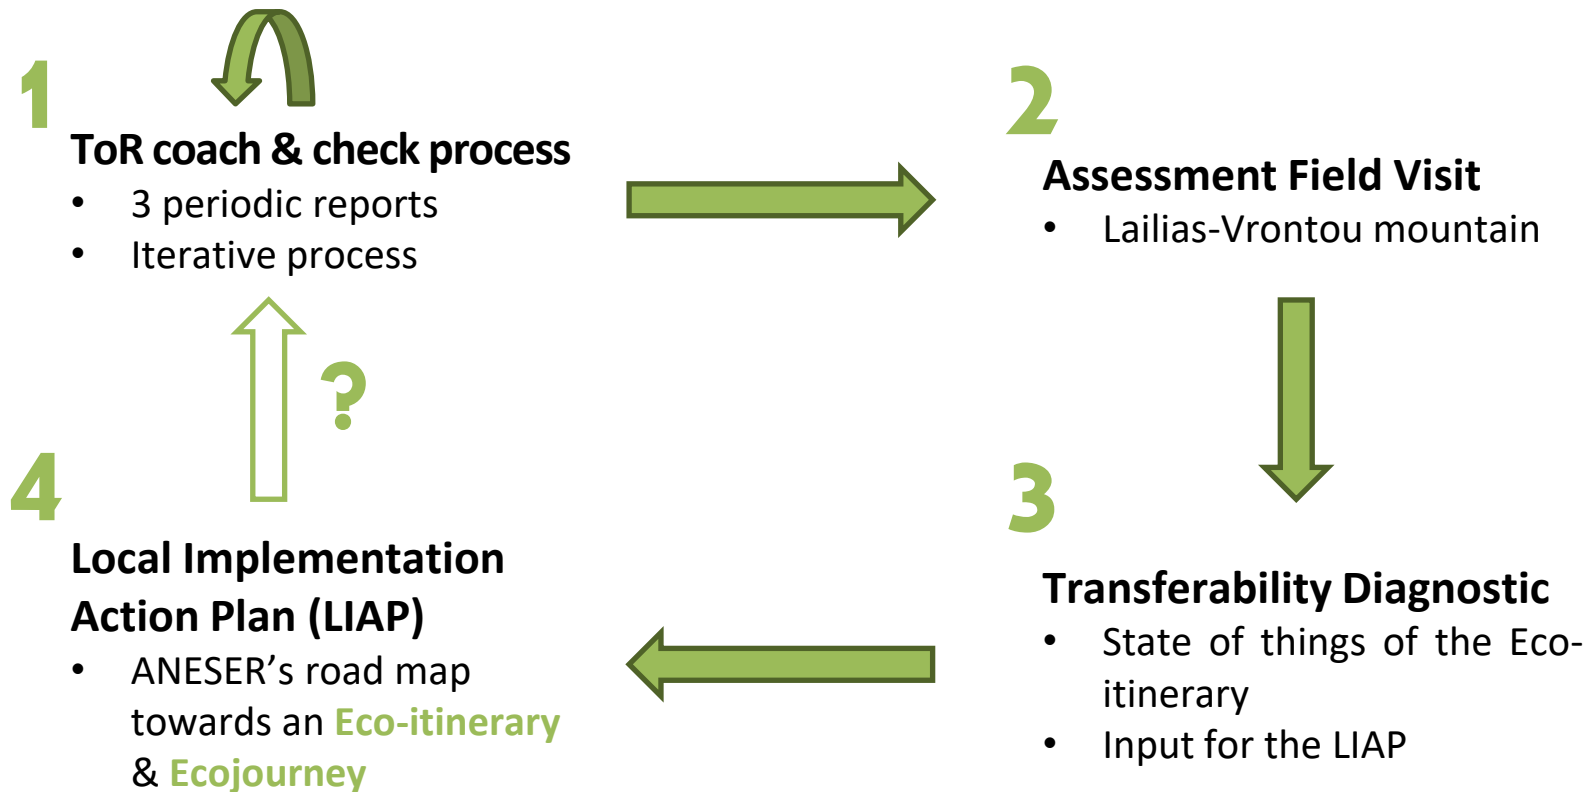 1
ToR coach & check process
• 3 periodic reports
• Iterative process
2
Assessment Field Visit
• Lailias-Vrontou mountain
?
3
Transferability Diagnostic
• State of things of the Eco-
itinerary
• Input for the LIAP
4
Local Implementation
Action Plan (LIAP)
• ANESER’s road map
towards an Eco-itinerary
& Ecojourney